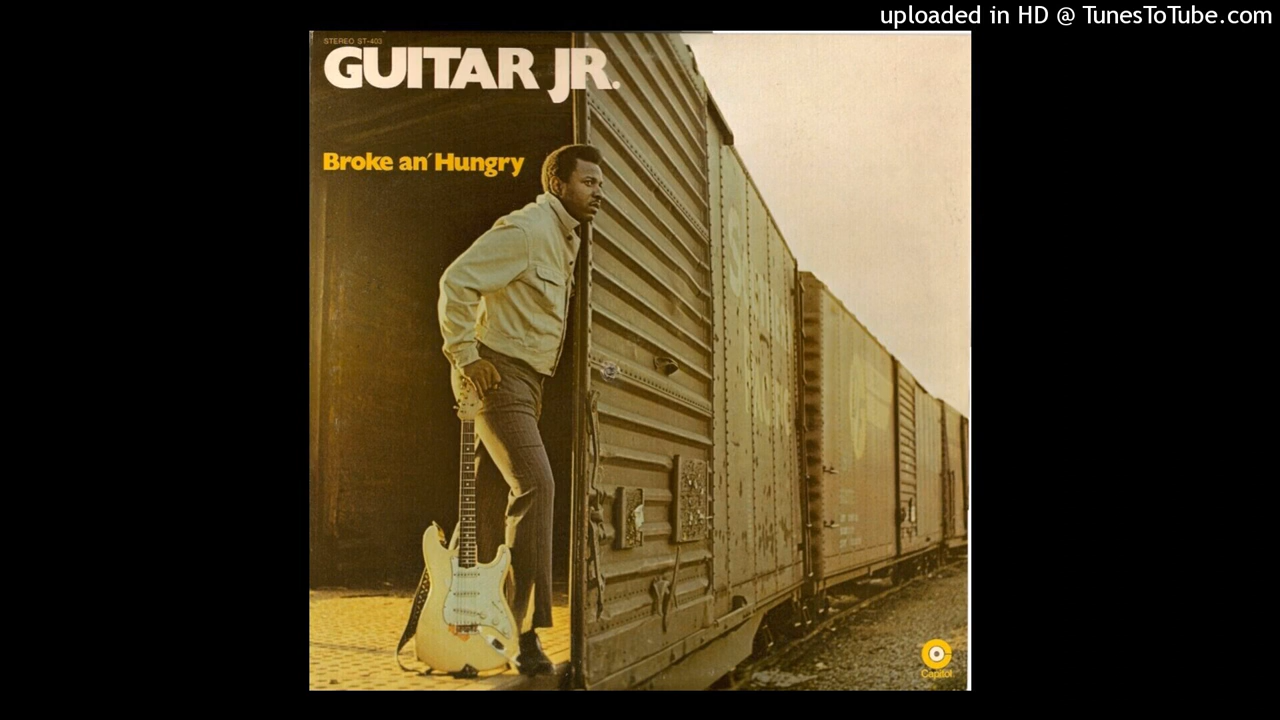 uploaded in HD @ TunesToTube.com
STEREO ST-403
GUITAR JR.
Broke an' Hungry
Capitol